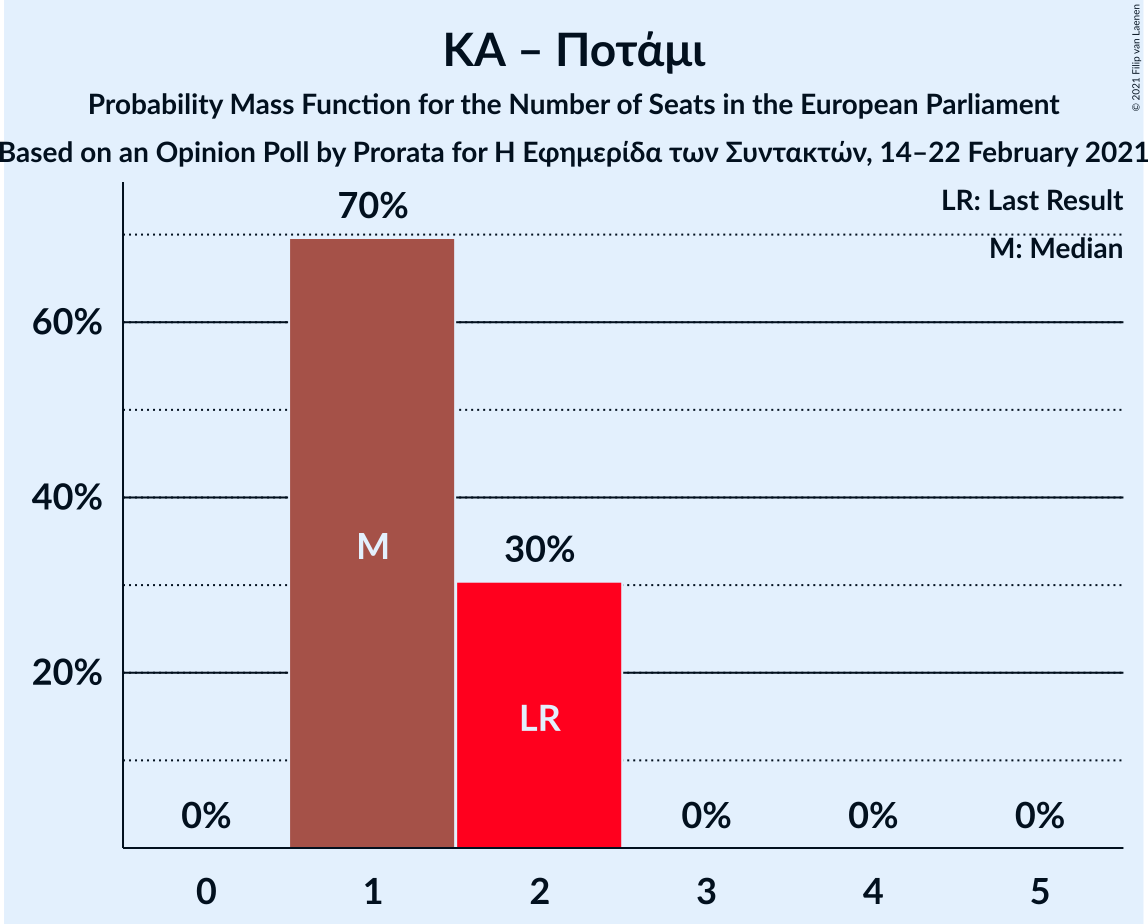 ΚΑ – Ποτάμι
Probability Mass Function for the Number of Seats in the European Parliament
Based on an Opinion Poll by Prorata for Η Εφημερίδα των Συντακτών, 14–22 February 2021
© 2021 Filip van Laenen
LR: Last Result
M: Median
70%
60%
40%
20%
M
30%
LR
0%
0%
0%
0%
0
1
2
3
4
5